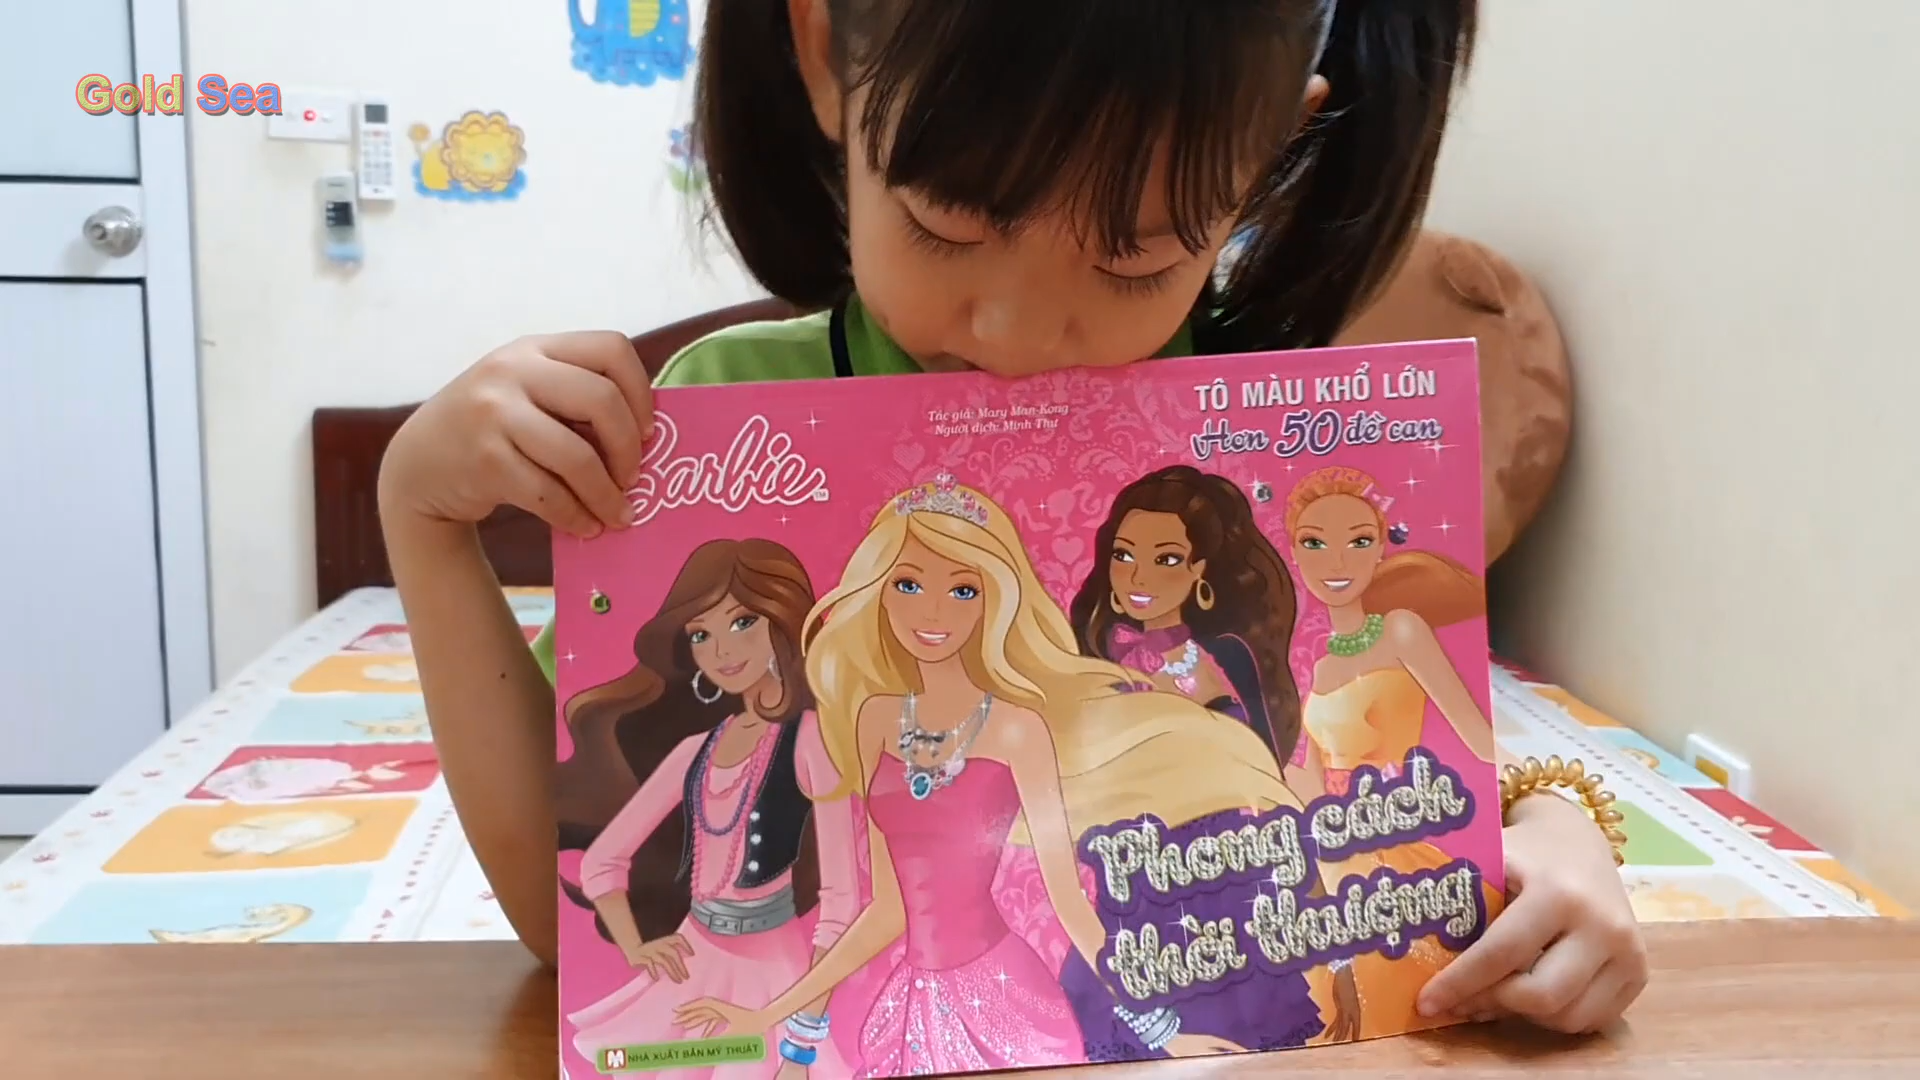 Gold Sea
TÔ MÀU KHỔ LỚN
Hơn 50 đề can
Tác giả: Mary Man-Kong
Người dịch: Minh Thư
Barbie™
Phong cách
thời thượng
NHÀ XUẤT BẢN MỸ THUẬT